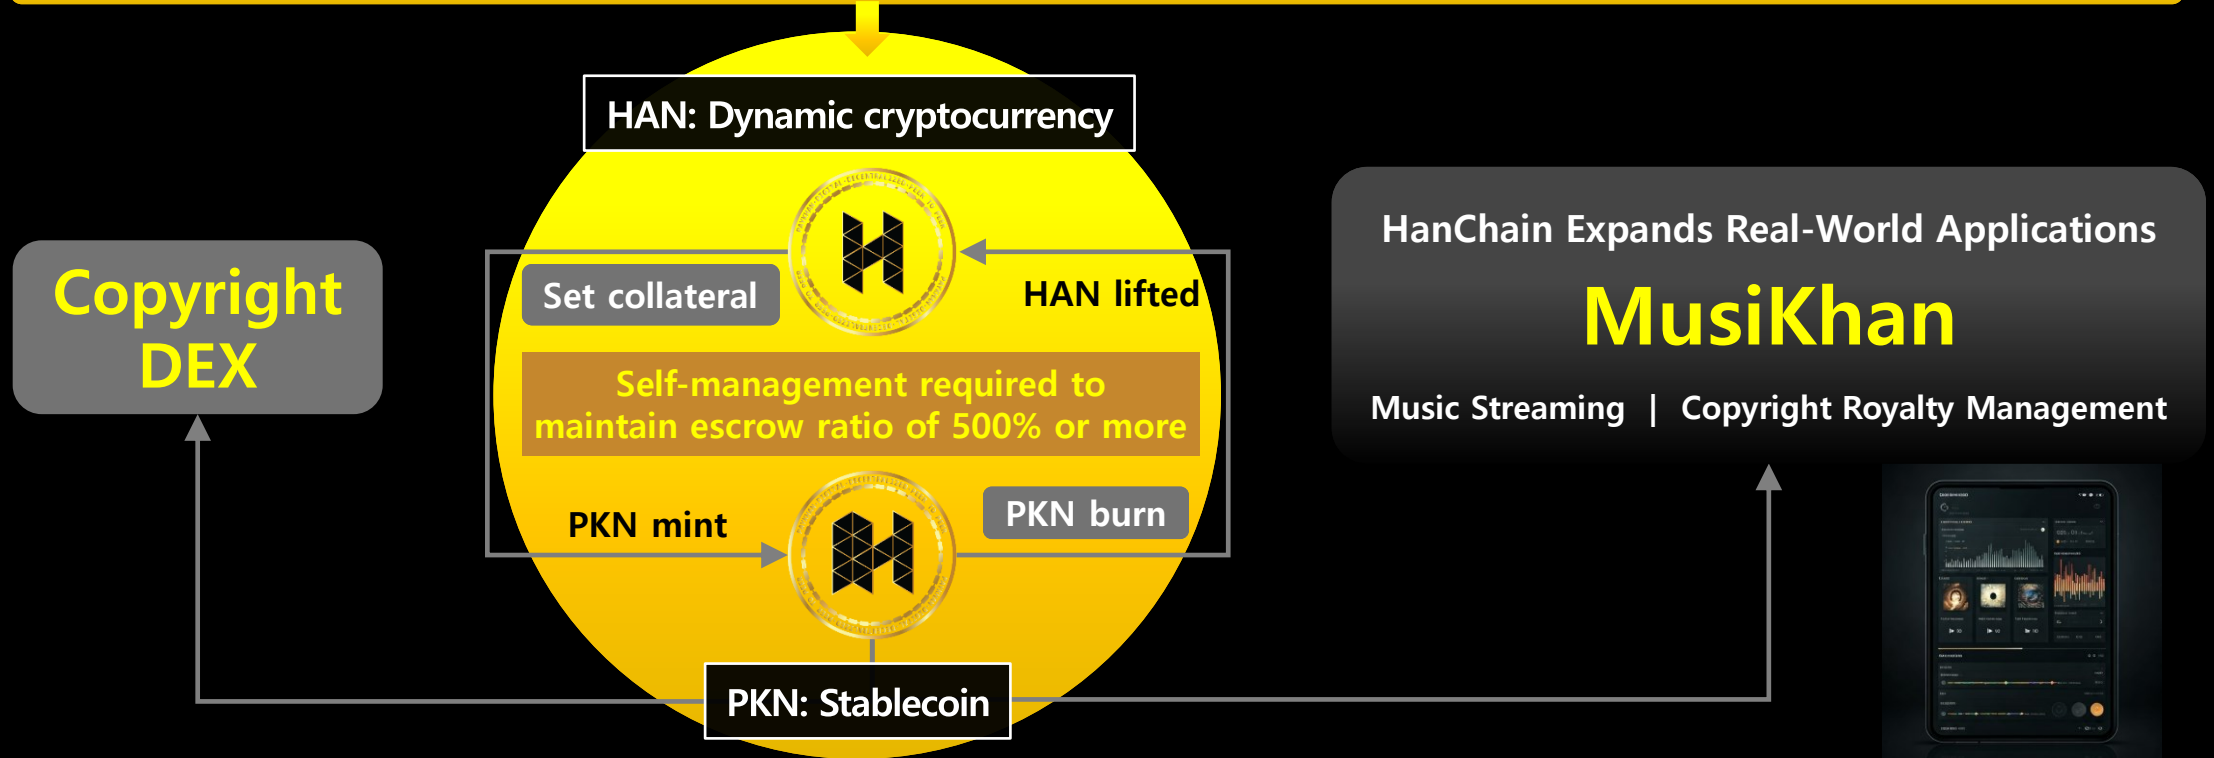 HAN: Dynamic cryptocurrency
Copyright
DEX
Set collateral
HAN lifted
Self-management required to
maintain escrow ratio of 500% or more
PKN mint
PKN burn
PKN: Stablecoin
HanChain Expands Real-World Applications
MusiKhan
Music Streaming | Copyright Royalty Management